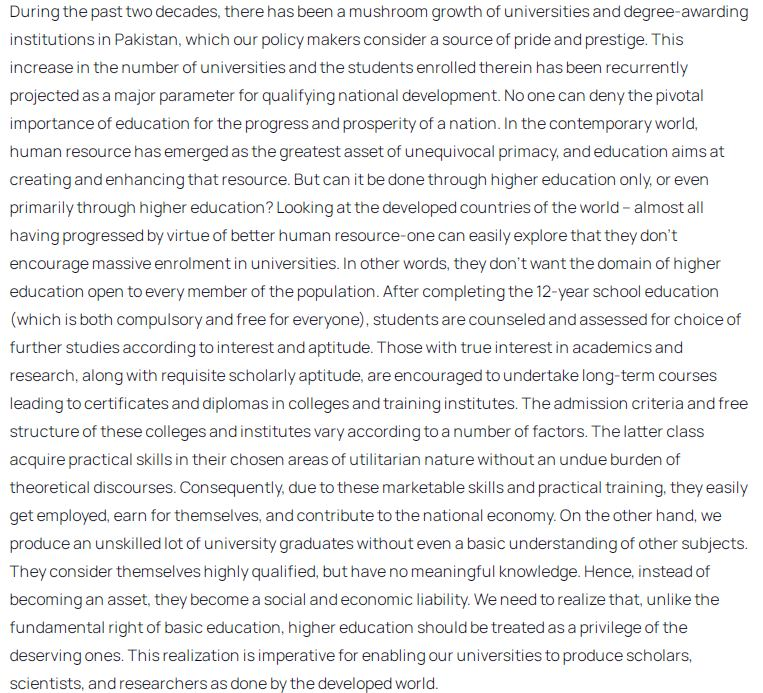 During the past two decades, there has been a mushroom growth of universities and degree-awarding
institutions in Pakistan, which our policy makers consider a source of pride and prestige. This
increase in the number of universities and the students enrolled therein has been recurrently
projected as a major parameter for qualifying national development. No one can deny the pivotal
importance of education for the progress and prosperity of a nation. In the contemporary world,
human resource has emerged as the greatest asset of unequivocal primacy, and education aims at
creating and enhancing that resource. But can it be done through higher education only, or even
primarily through higher education? Looking at the developed countries of the world – almost all
having progressed by virtue of better human resource-one can easily explore that they don't
encourage massive enrolment in universities. In other words, they don't want the domain of higher
education open to every member of the population. After completing the 12-year school education
(which is both compulsory and free for everyone), students are counseled and assessed for choice of
further studies according to interest and aptitude. Those with true interest in academics and
research, along with requisite scholarly aptitude, are encouraged to undertake long-term courses
leading to certificates and diplomas in colleges and training institutes. The admission criteria and free
structure of these colleges and institutes vary according to a number of factors. The latter class
acquire practical skills in their chosen areas of utilitarian nature without an undue burden of
theoretical discourses. Consequently, due to these marketable skills and practical training, they easily
get employed, earn for themselves, and contribute to the national economy. On the other hand, we
produce an unskilled lot of university graduates without even a basic understanding of other subjects.
They consider themselves highly qualified, but have no meaningful knowledge. Hence, instead of
becoming an asset, they become a social and economic liability. We need to realize that, unlike the
fundamental right of basic education, higher education should be treated as a privilege of the
deserving ones. This realization is imperative for enabling our universities to produce scholars,
scientists, and researchers as done by the developed world.